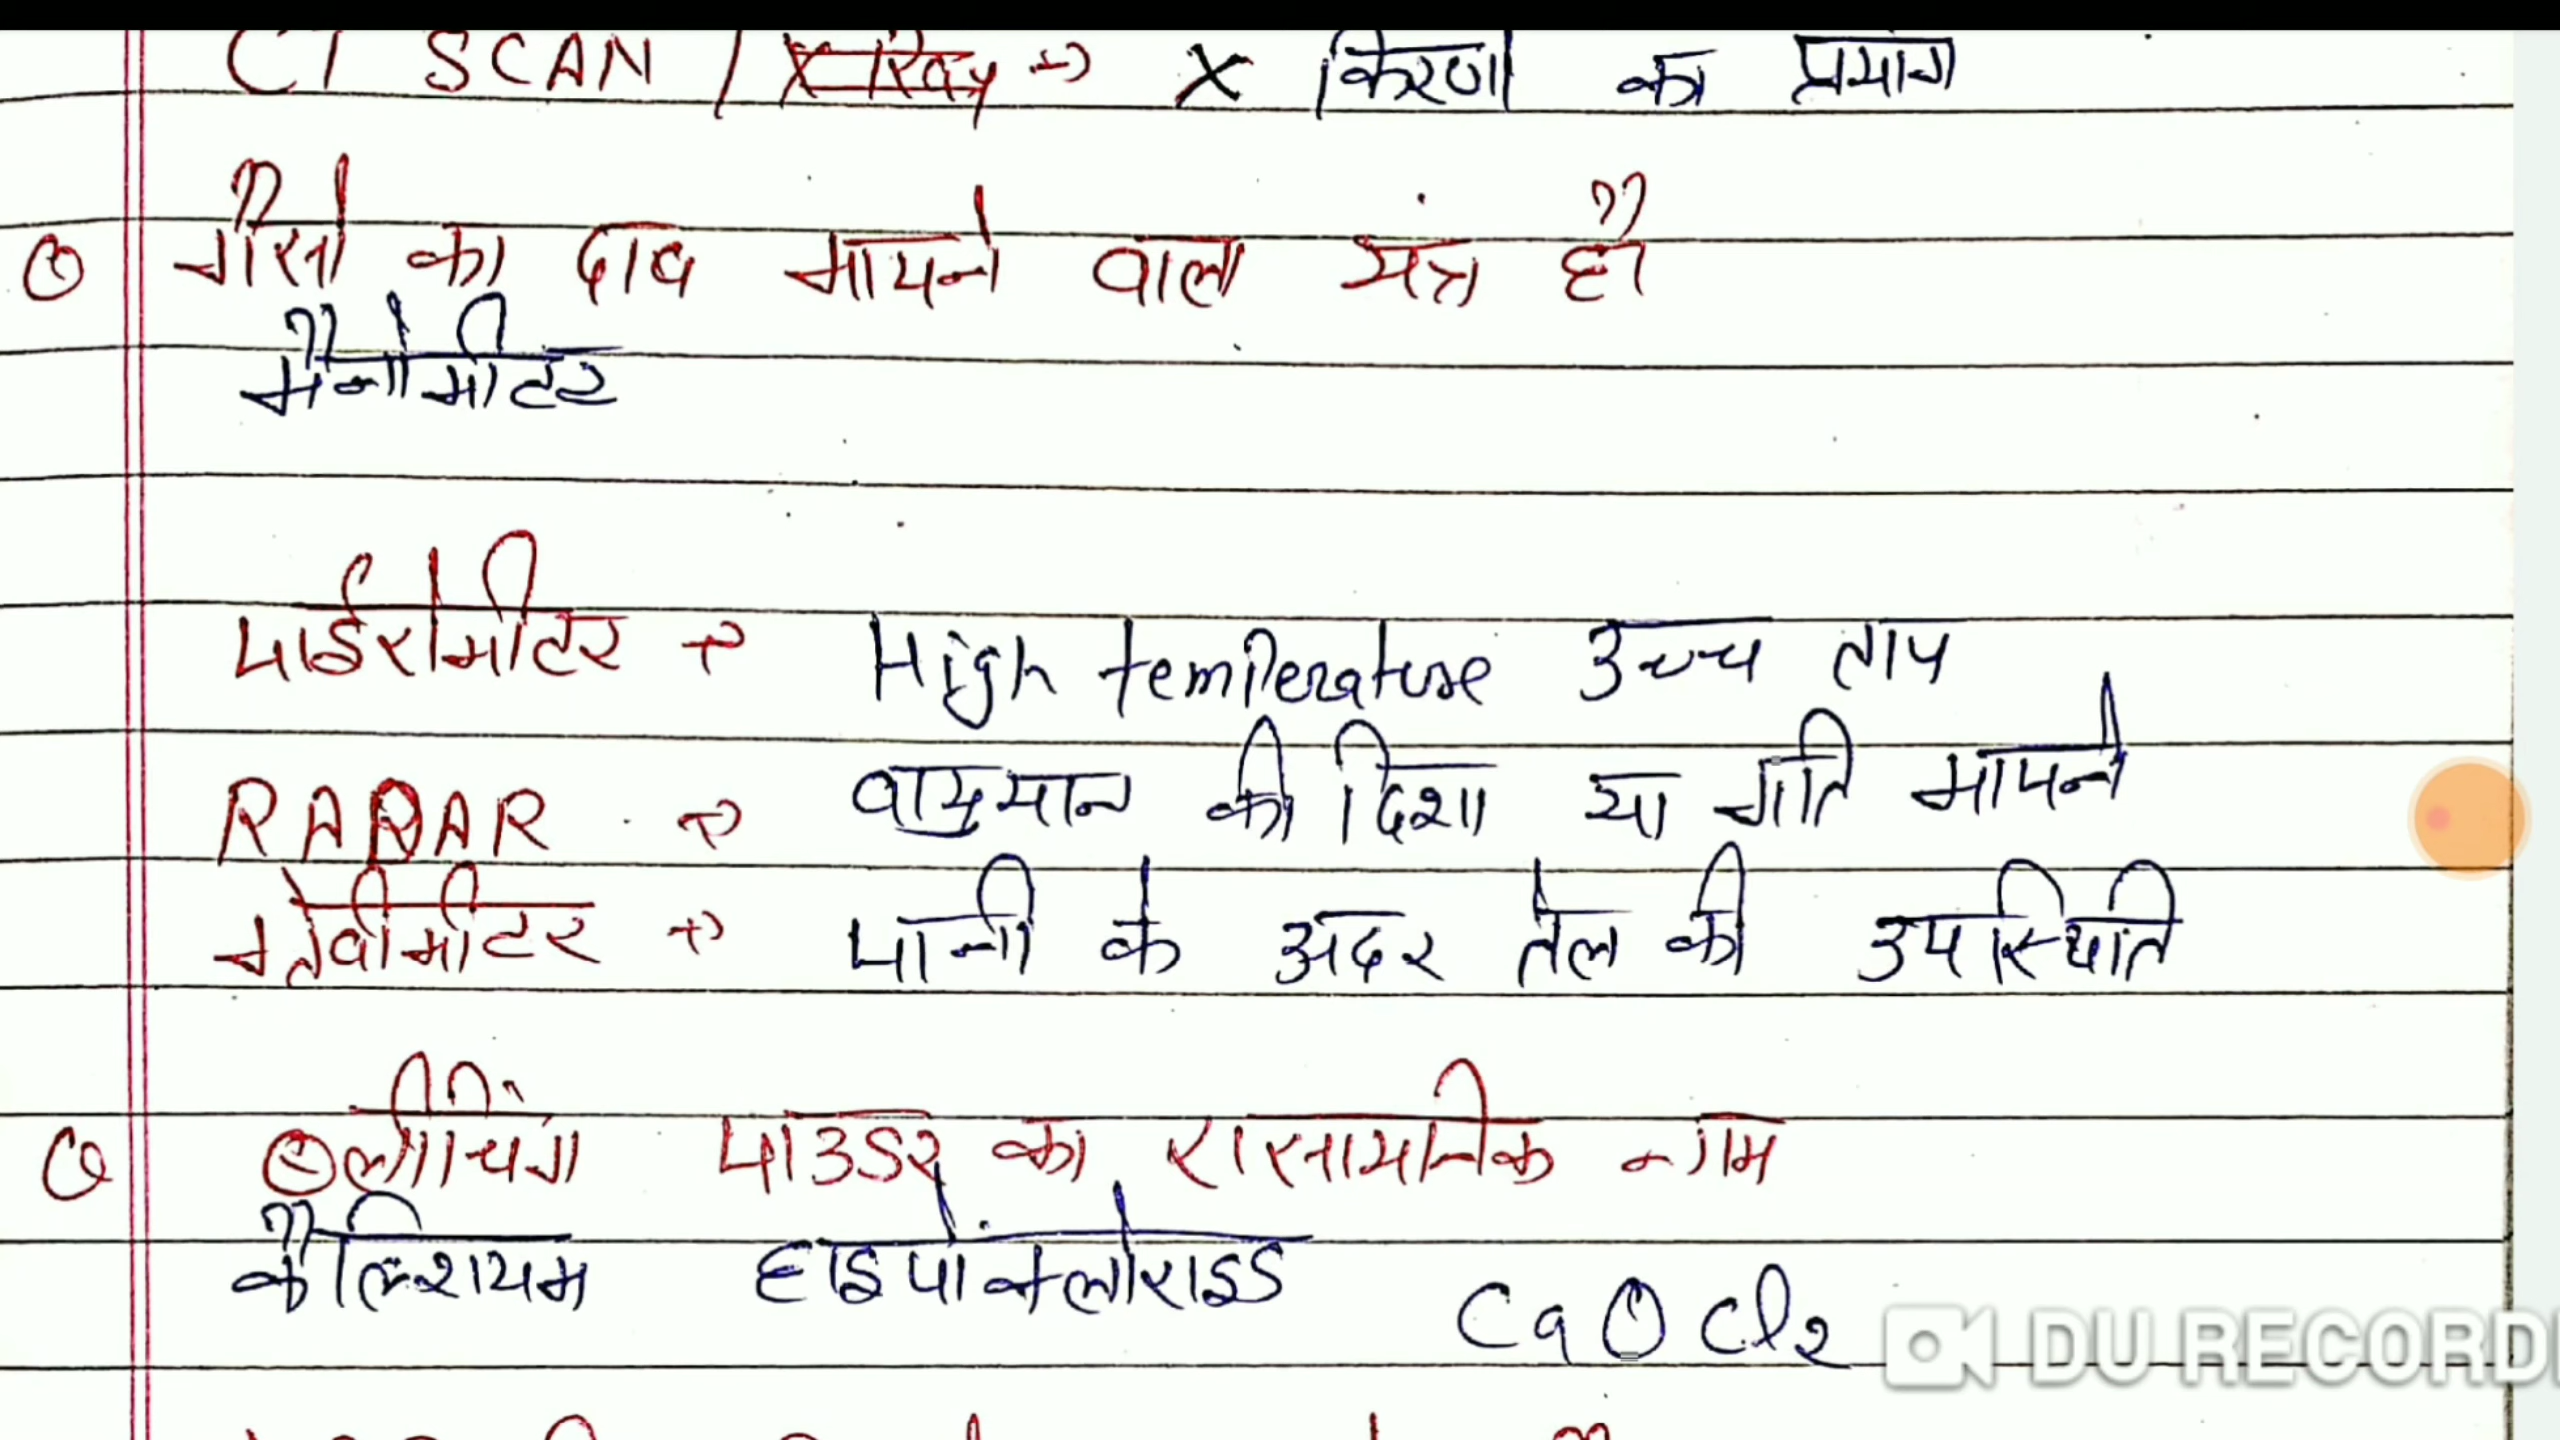 CT SCAN / X-Ray → X किरणो का प्रयोग
Q गैसो का दाब मापने वाला यंत्र है
मैनोमीटर
पाईरोमीटर → High temperature उच्च ताप
RADAR → वायुयान की दिशा या गति मापने
ग्रेवीमीटर → पानी के अंदर तेल की उपस्थिति
Q ब्लीचिंग पाउडर का रासायनिक नाम
कैल्शियम हाइपोक्लोराइड CaOCl2
DU RECORD